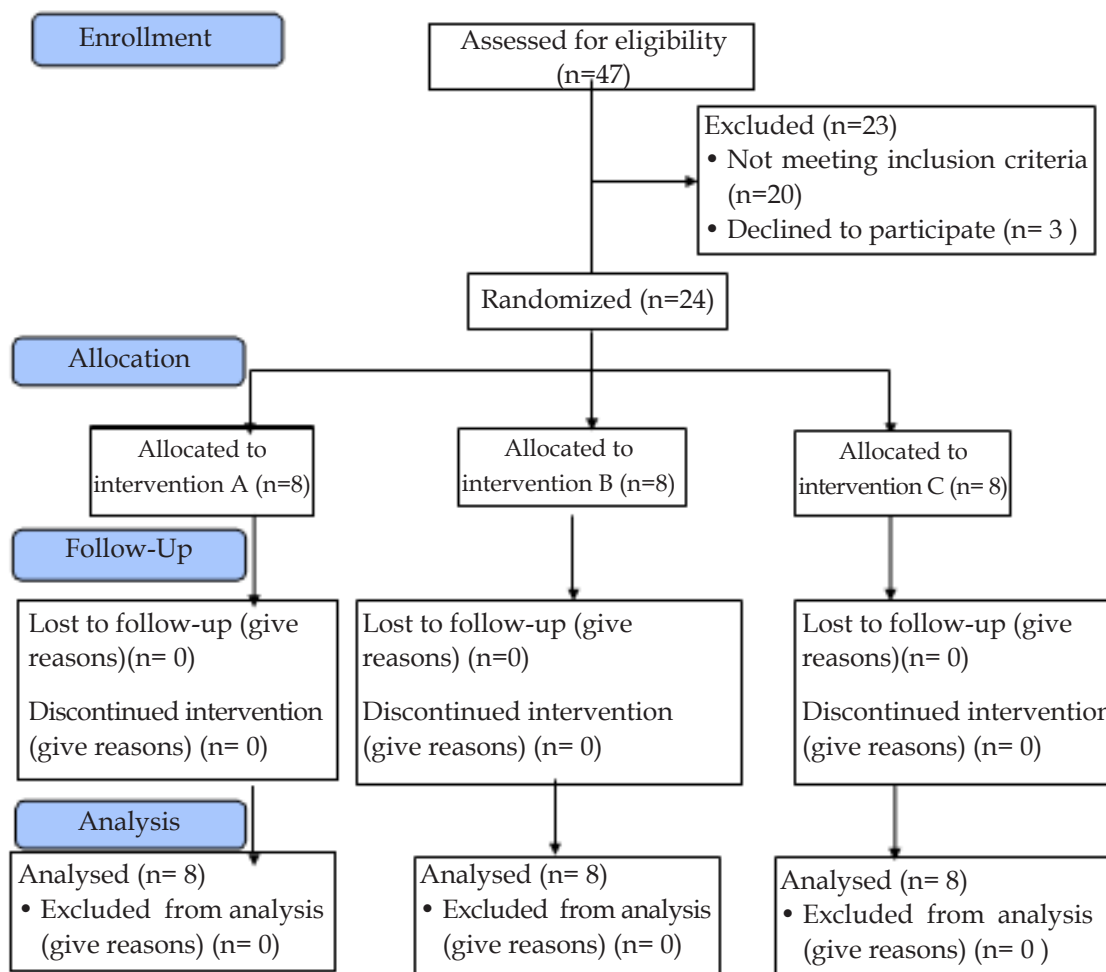 Enrollment
Assessed for eligibility
(n=47)
Excluded (n=23)
• Not meeting inclusion criteria
(n=20)
• Declined to participate (n= 3 )
Randomized (n=24)
Allocation
Allocated to
intervention A (n=8)
Allocated to
intervention B (n=8)
Allocated to
intervention C (n= 8)
Follow-Up
Lost to follow-up (give
reasons)(n= 0)
Discontinued intervention
(give reasons) (n= 0)
Lost to follow-up (give
reasons) (n=0)
Discontinued intervention
(give reasons) (n= 0)
Lost to follow-up (give
reasons)(n= 0)
Discontinued intervention
(give reasons) (n= 0)
Analysis
Analysed (n= 8)
• Excluded from analysis
(give reasons) (n= 0)
Analysed (n= 8)
• Excluded from analysis
(give reasons) (n= 0)
Analysed (n= 8)
• Excluded from analysis
(give reasons) (n= 0 )